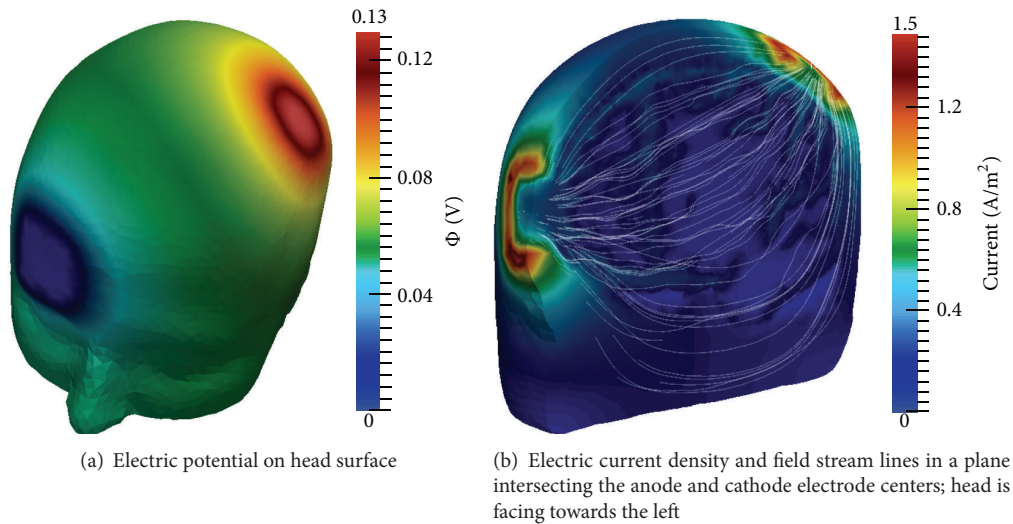 0.13
0.12
0.08
0.04
0
Φ (V)
1.5
1.2
0.8
0.4
0
Current (A/m²)
(a) Electric potential on head surface
(b) Electric current density and field stream lines in a plane
intersecting the anode and cathode electrode centers; head is
facing towards the left